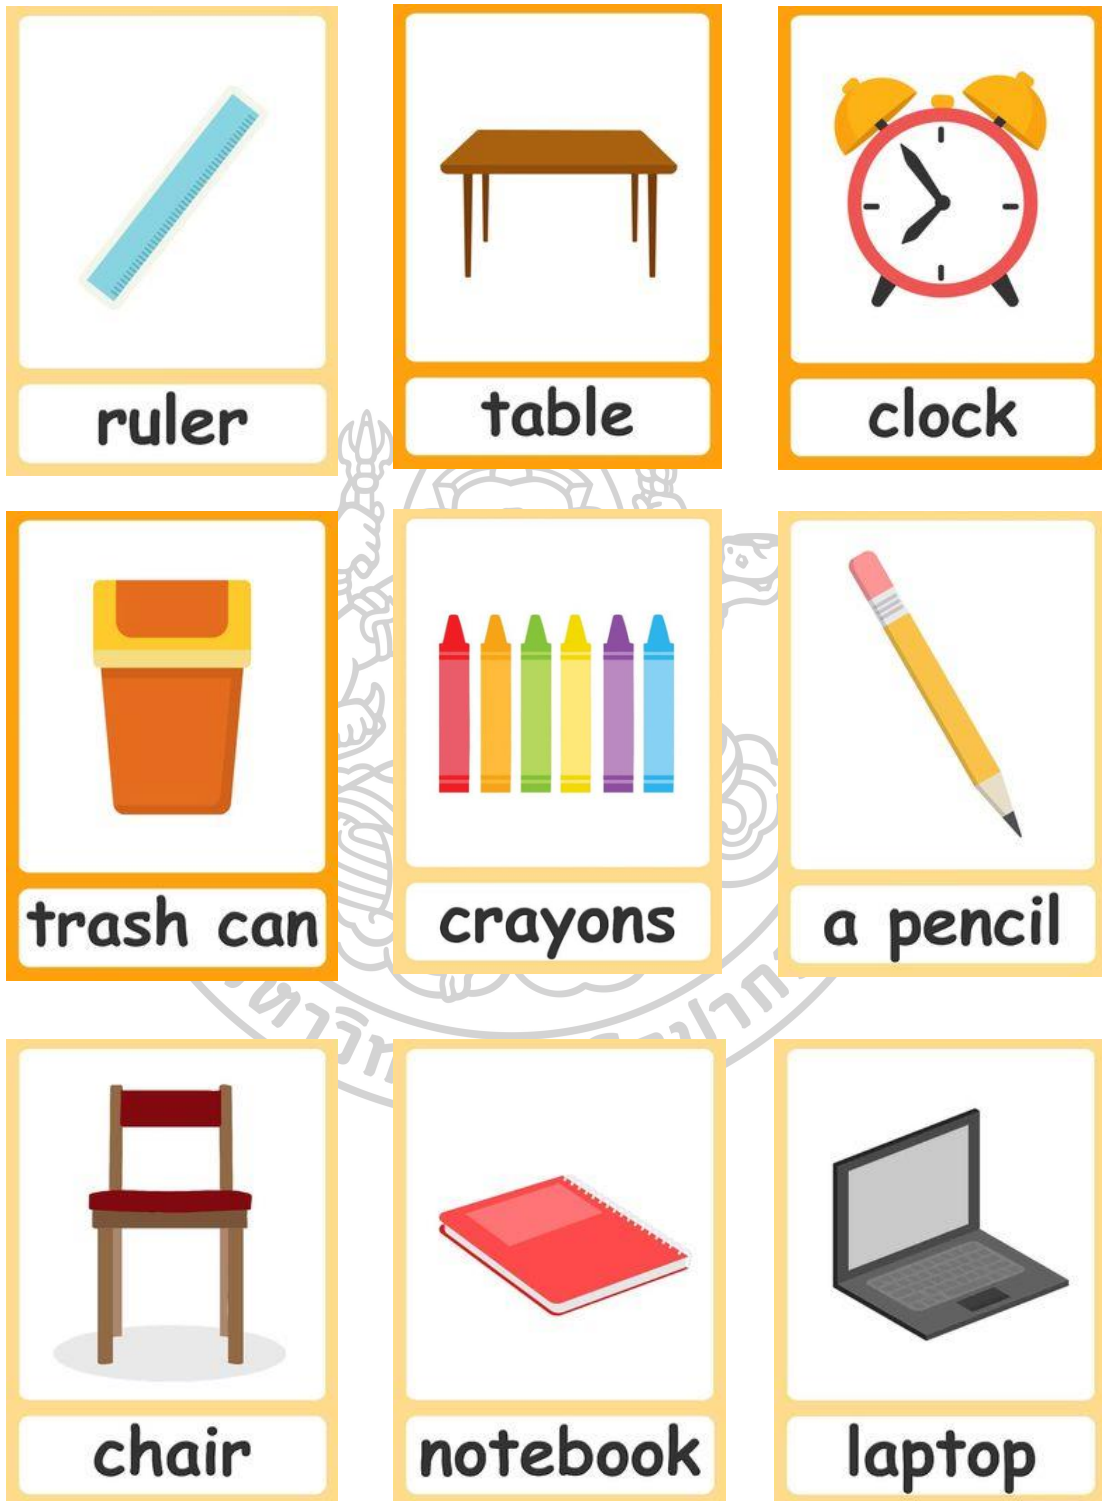 ruler
table
clock
trash can
crayons
a pencil
chair
notebook
laptop